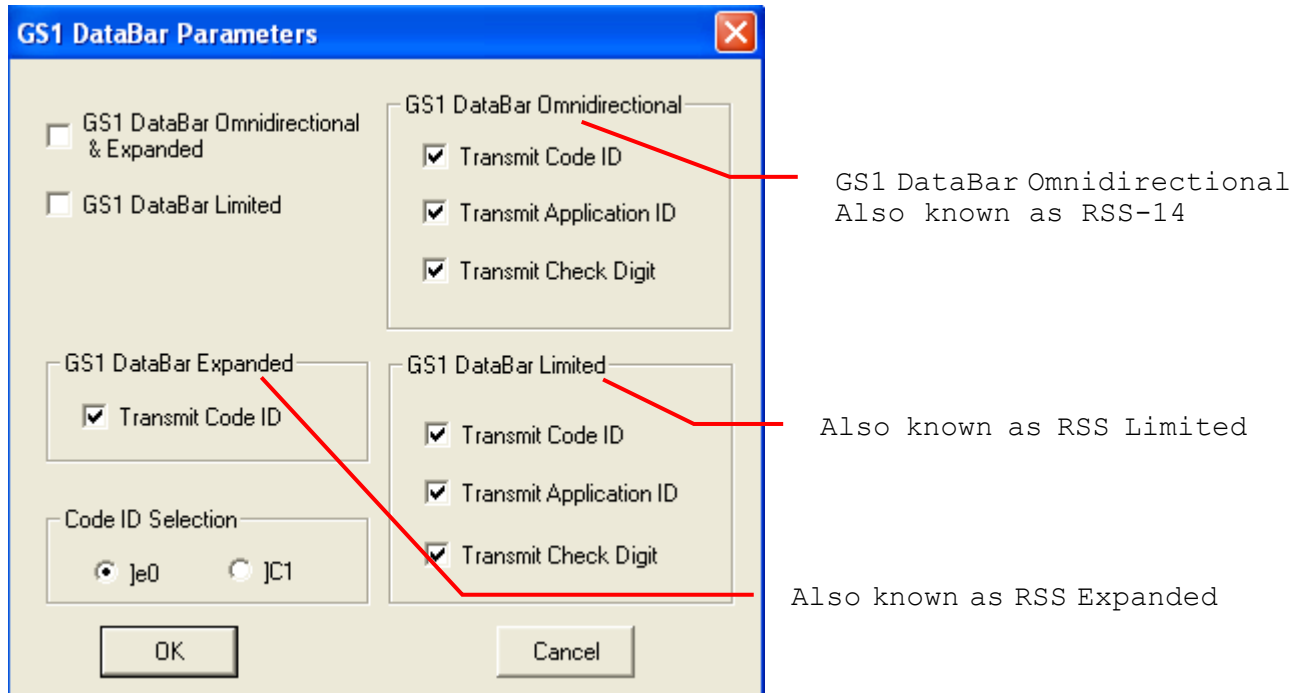 GS1 DataBar Parameters
GS1 DataBar Omnidirectional
& Expanded
GS1 DataBar Limited
GS1 DataBar Omnidirectional
Transmit Code ID
Transmit Application ID
Transmit Check Digit
GS1 DataBar Omnidirectional
Also known as RSS-14
GS1 DataBar Expanded
Transmit Code ID
GS1 DataBar Limited
Transmit Code ID
Transmit Application ID
Transmit Check Digit
Also known as RSS Limited
Code ID Selection
]e0
]C1
Also known as RSS Expanded
OK
Cancel